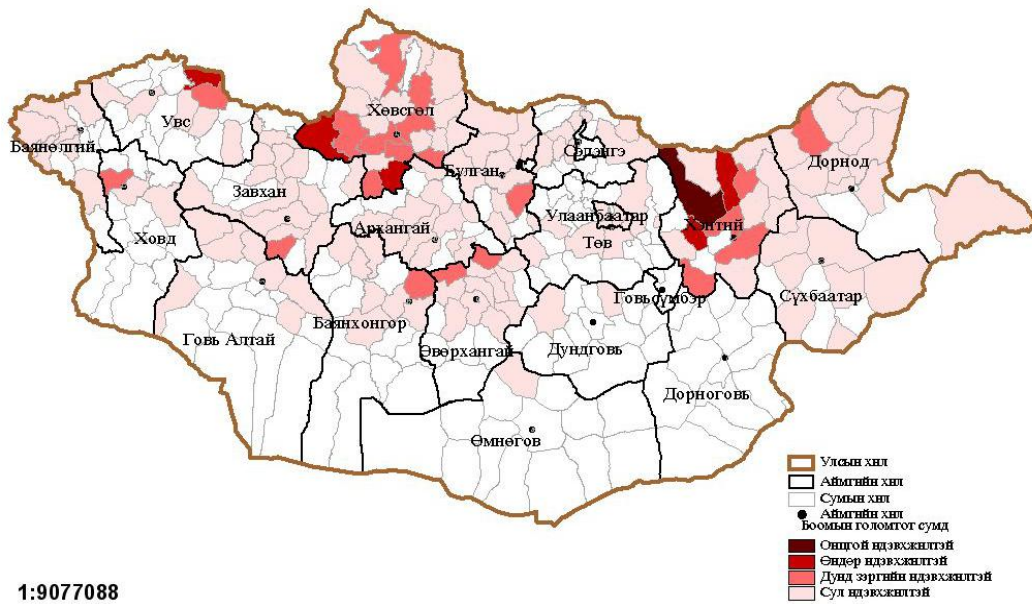 Хөвсгөл
Увс
Баянөлгий
Сэлэнгэ
Дорнод
Булган
Завхан
Улаанбаатар
Хэнтий
Ховд
Архангай
Төв
Говьсүмбэр
Сүхбаатар
Говь Алтай
Баянхонгор
Өвөрхангай
Дундговь
Дорноговь
Өмнөгов
Улсын хил
Аймгийн хил
Сумын хил
Аймгийн хил
Боомын голомтот сумд
Онцгой идэвхжилтэй
Өндөр идэвхжилтэй
Дунд зэргийн идэвхжилтэй
Сул идэвхжилтэй
1:9077088